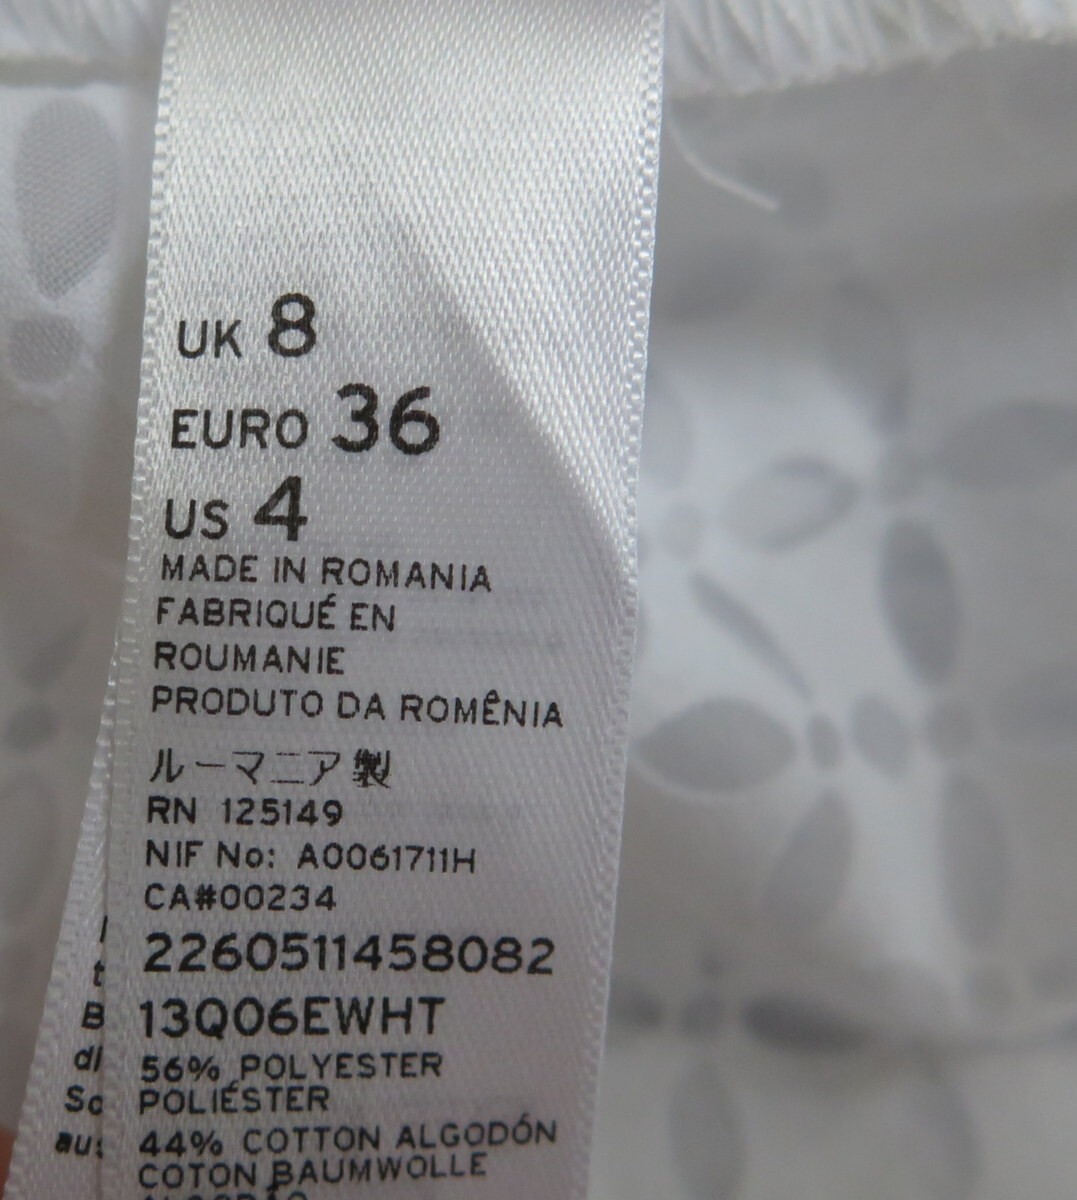 UK 8
EURO 36
US 4
MADE IN ROMANIA
FABRIQUÉ EN
ROUMANIE
PRODUTO DA ROMÊNIA
ルーマニア製
RN 125149
NIF No: A0061711H
CA#00234
2260511458082
13Q06EWHT
56% POLYESTER
POLIÉSTER
44% COTTON ALGODÓN
COTON BAUMWOLLE